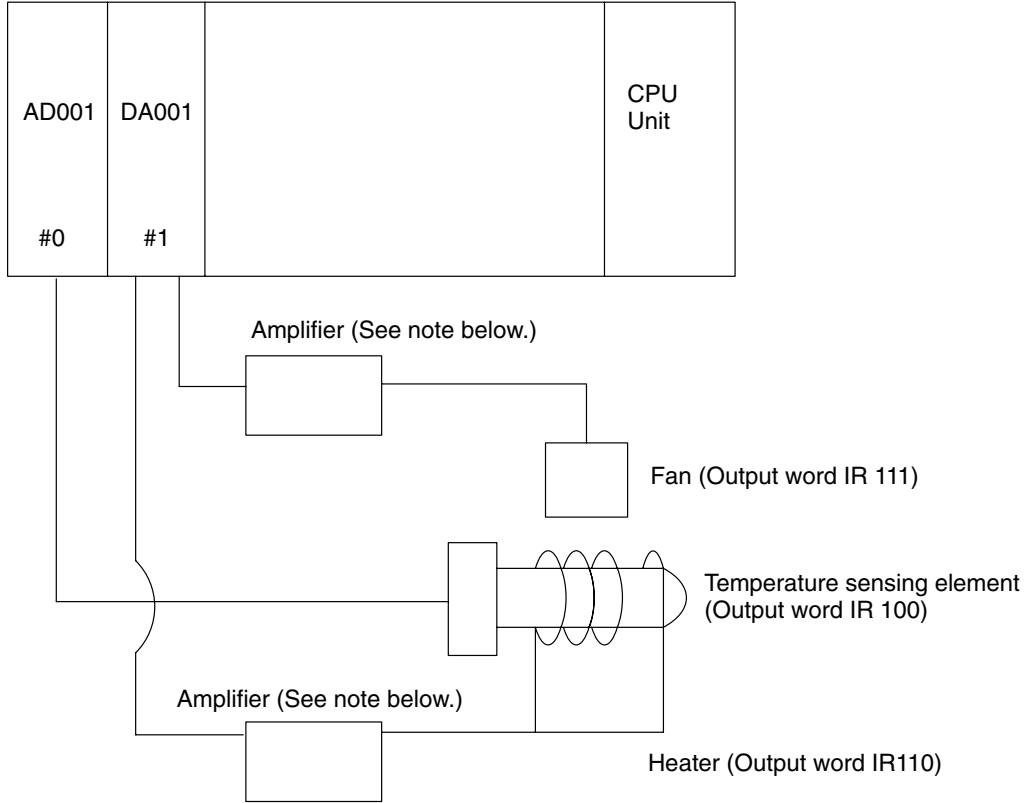 AD001
DA001
CPU
Unit
#0
#1
Amplifier (See note below.)
Fan (Output word IR 111)
Temperature sensing element
(Output word IR 100)
Amplifier (See note below.)
Heater (Output word IR110)